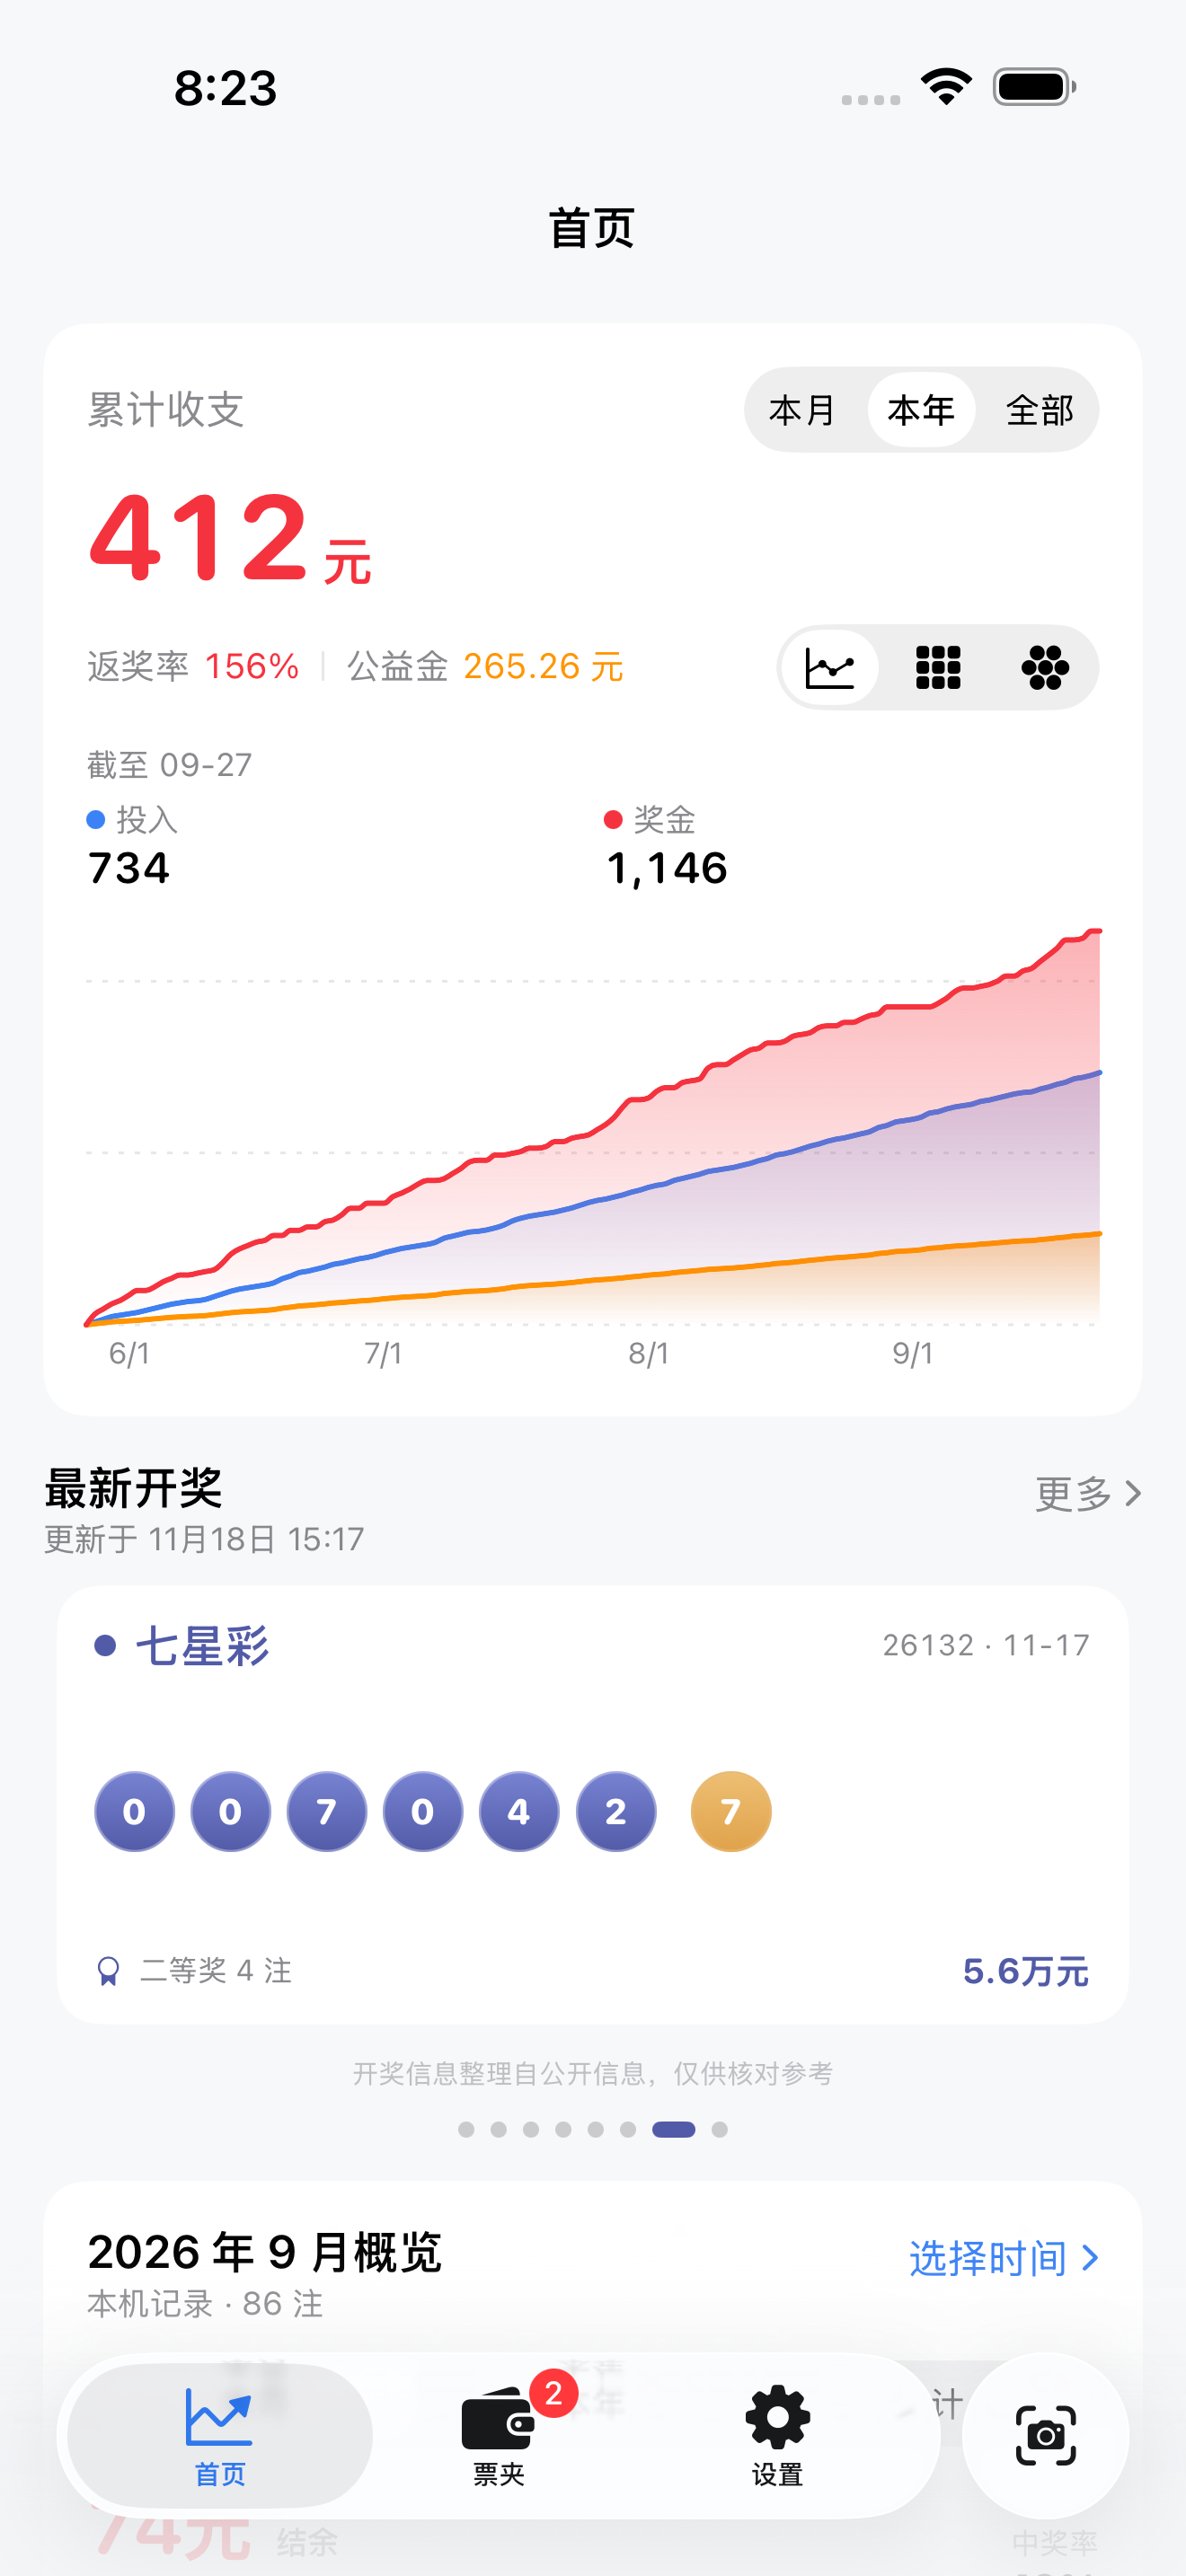 8:23
首页
累计收支
本月 本年 全部
412 元
返奖率 156% 公益金 265.26 元
截至 09-27
投入 奖金
734 1,146
6/1 7/1 8/1 9/1
最新开奖 更多
更新于 11月18日 15:17
七星彩 26132 · 11-17
0 0 7 0 4 2 7
二等奖 4 注 5.6万元
开奖信息整理自公开信息，仅供核对参考
2026 年 9 月概览 选择时间
本机记录 · 86 注
计
2
首页 票夹 设置
74元 结余 中奖率